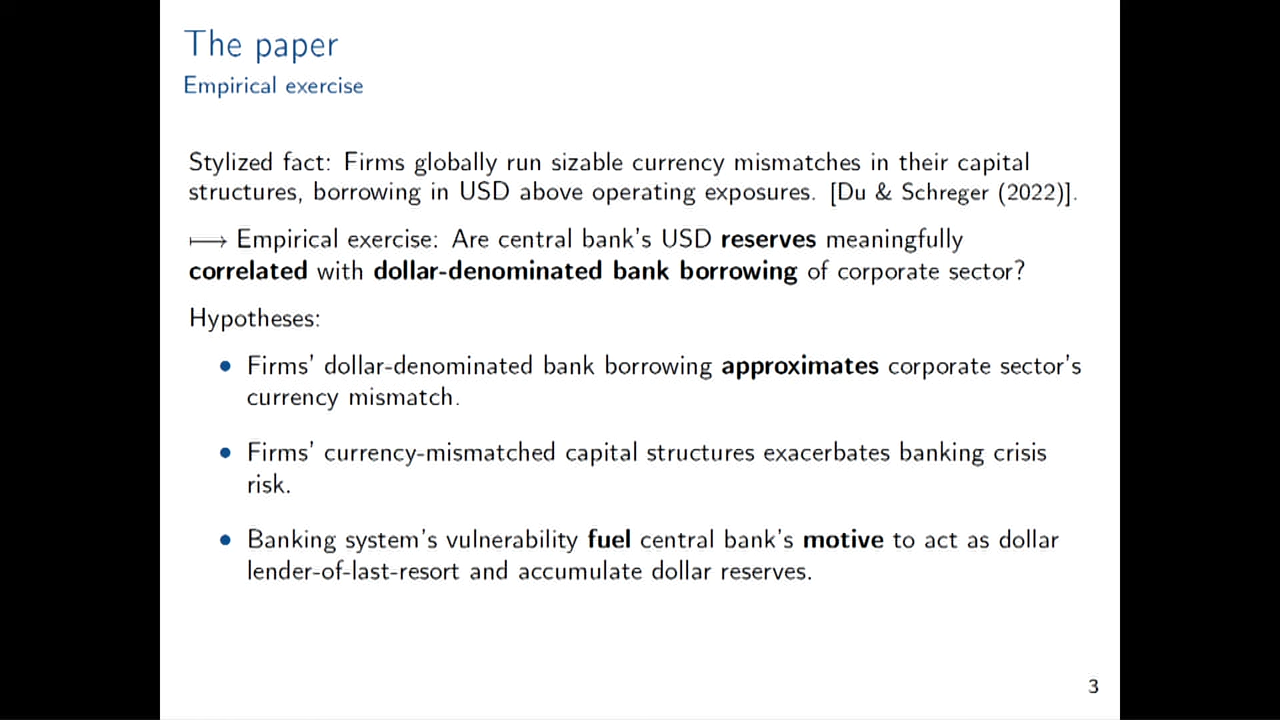 The paper
Empirical exercise
Stylized fact: Firms globally run sizable currency mismatches in their capital
structures, borrowing in USD above operating exposures. [Du & Schreger (2022)].
⟼ Empirical exercise: Are central bank's USD reserves meaningfully
correlated with dollar-denominated bank borrowing of corporate sector?
Hypotheses:
• Firms' dollar-denominated bank borrowing approximates corporate sector's
currency mismatch.
• Firms' currency-mismatched capital structures exacerbates banking crisis
risk.
• Banking system's vulnerability fuel central bank's motive to act as dollar
lender-of-last-resort and accumulate dollar reserves.
3